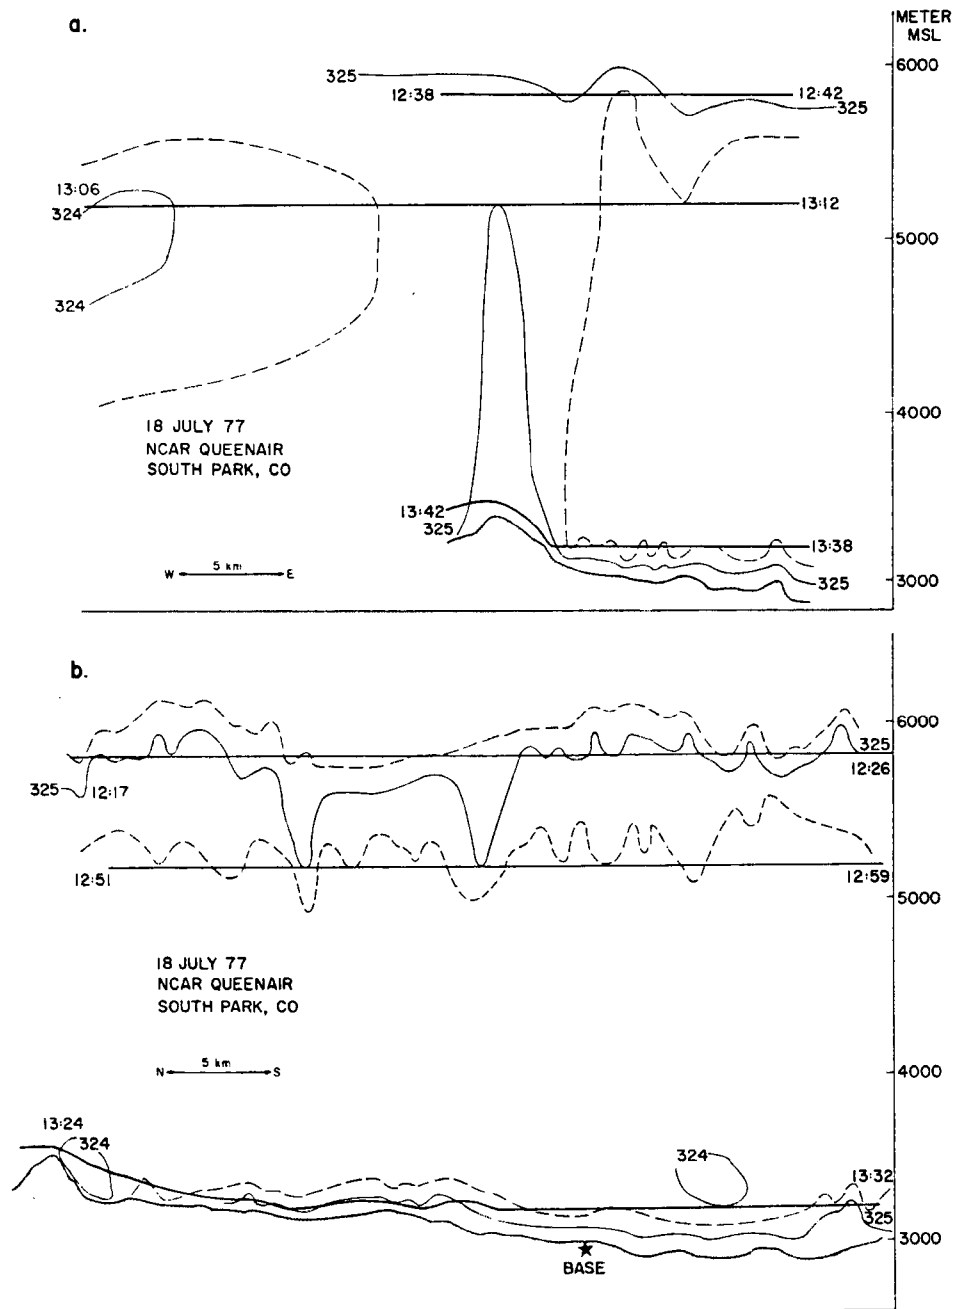 a.
METER
MSL
6000
325
12:38
12:42
325
13:06
324
13:12
5000
324
4000
18 JULY 77
NCAR QUEENAIR
SOUTH PARK, CO
13:42
325
13:38
W 5 km E
325
3000
b.
6000
325
325
12:17
12:26
12:51
12:59
5000
18 JULY 77
NCAR QUEENAIR
SOUTH PARK, CO
N 5 km S
4000
13:24
324
324
13:32
325
3000
★
BASE